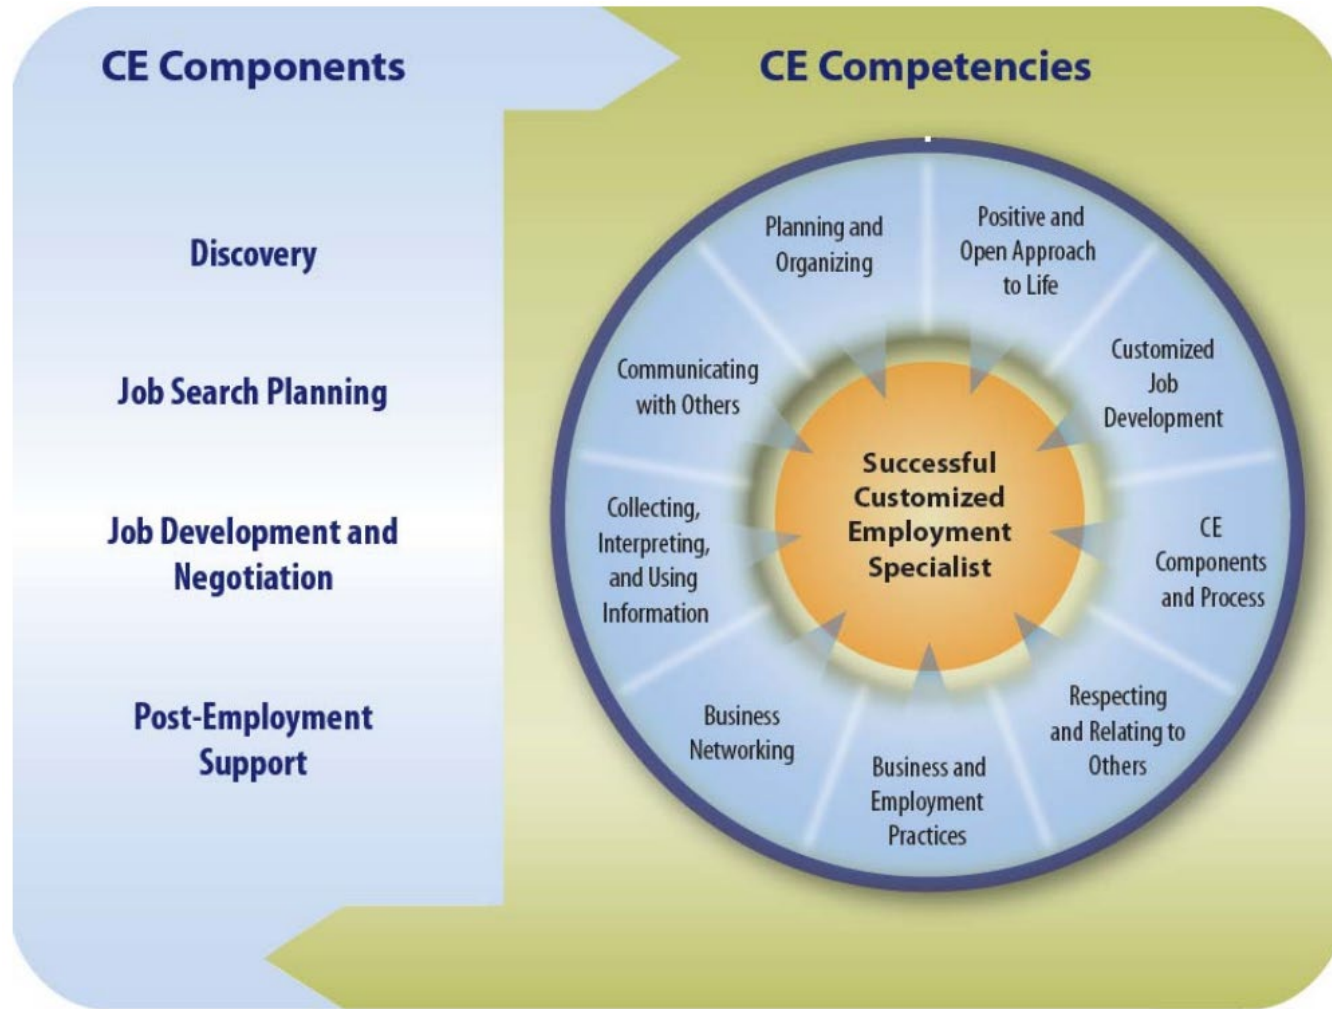 CE Components
Discovery
Job Search Planning
Job Development and
Negotiation
Post-Employment
Support
CE Competencies
Positive and
Open Approach
to Life
Customized
Job
Development
CE
Components
and Process
Respecting
and Relating to
Others
Business and
Employment
Practices
Business
Networking
Collecting,
Interpreting,
and Using
Information
Communicating
with Others
Planning and
Organizing
Successful
Customized
Employment
Specialist